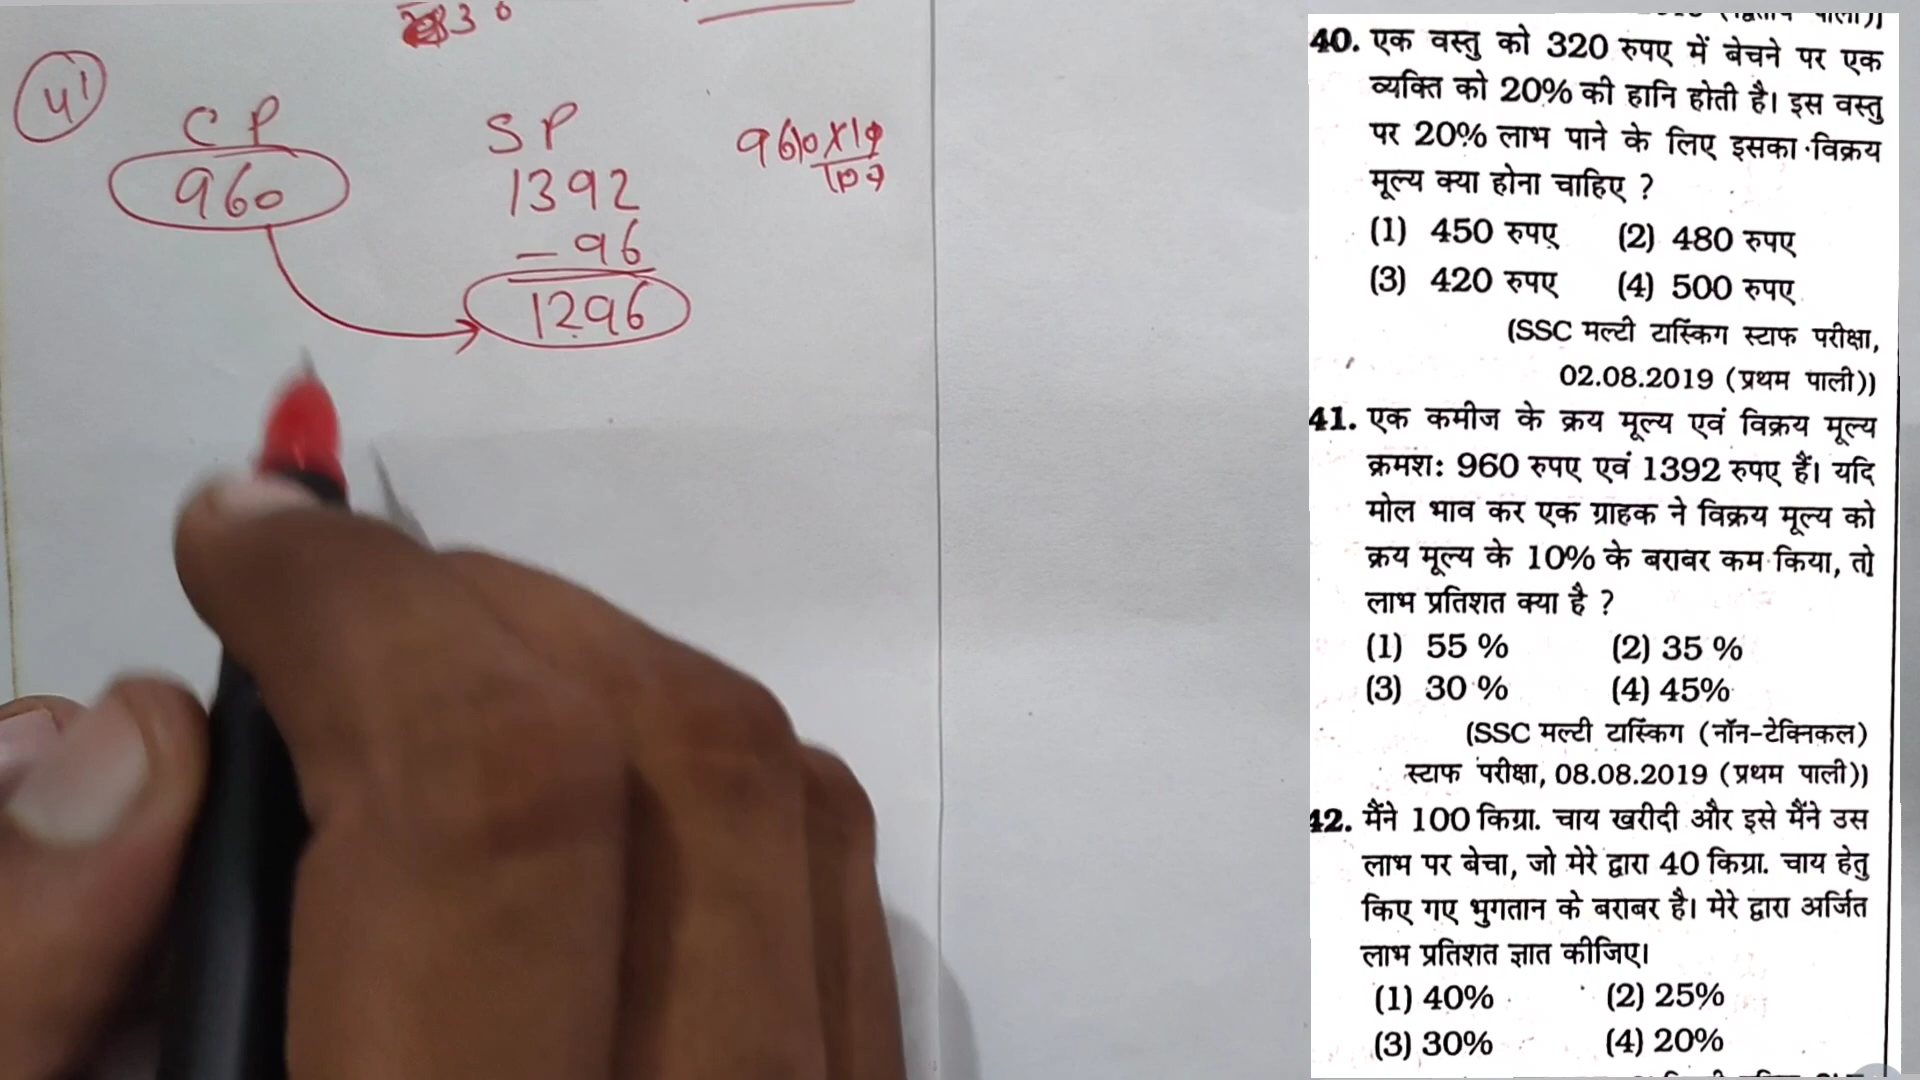 30
41
CP
SP
960
1392
960×10
100
- 96
1296
40. एक वस्तु को 320 रुपए में बेचने पर एक
व्यक्ति को 20% की हानि होती है। इस वस्तु
पर 20% लाभ पाने के लिए इसका विक्रय
मूल्य क्या होना चाहिए ?
(1) 450 रुपए (2) 480 रुपए
(3) 420 रुपए (4) 500 रुपए
(SSC मल्टी टास्किंग स्टाफ परीक्षा,
02.08.2019 (प्रथम पाली))
41. एक कमीज के क्रय मूल्य एवं विक्रय मूल्य
क्रमश: 960 रुपए एवं 1392 रुपए हैं। यदि
मोल भाव कर एक ग्राहक ने विक्रय मूल्य को
क्रय मूल्य के 10% के बराबर कम किया, तो
लाभ प्रतिशत क्या है ?
(1) 55 % (2) 35 %
(3) 30 % (4) 45%
(SSC मल्टी टास्किंग (नॉन-टेक्निकल)
स्टाफ परीक्षा, 08.08.2019 (प्रथम पाली))
42. मैंने 100 किग्रा. चाय खरीदी और इसे मैंने उस
लाभ पर बेचा, जो मेरे द्वारा 40 किग्रा. चाय हेतु
किए गए भुगतान के बराबर है। मेरे द्वारा अर्जित
लाभ प्रतिशत ज्ञात कीजिए।
(1) 40% (2) 25%
(3) 30% (4) 20%